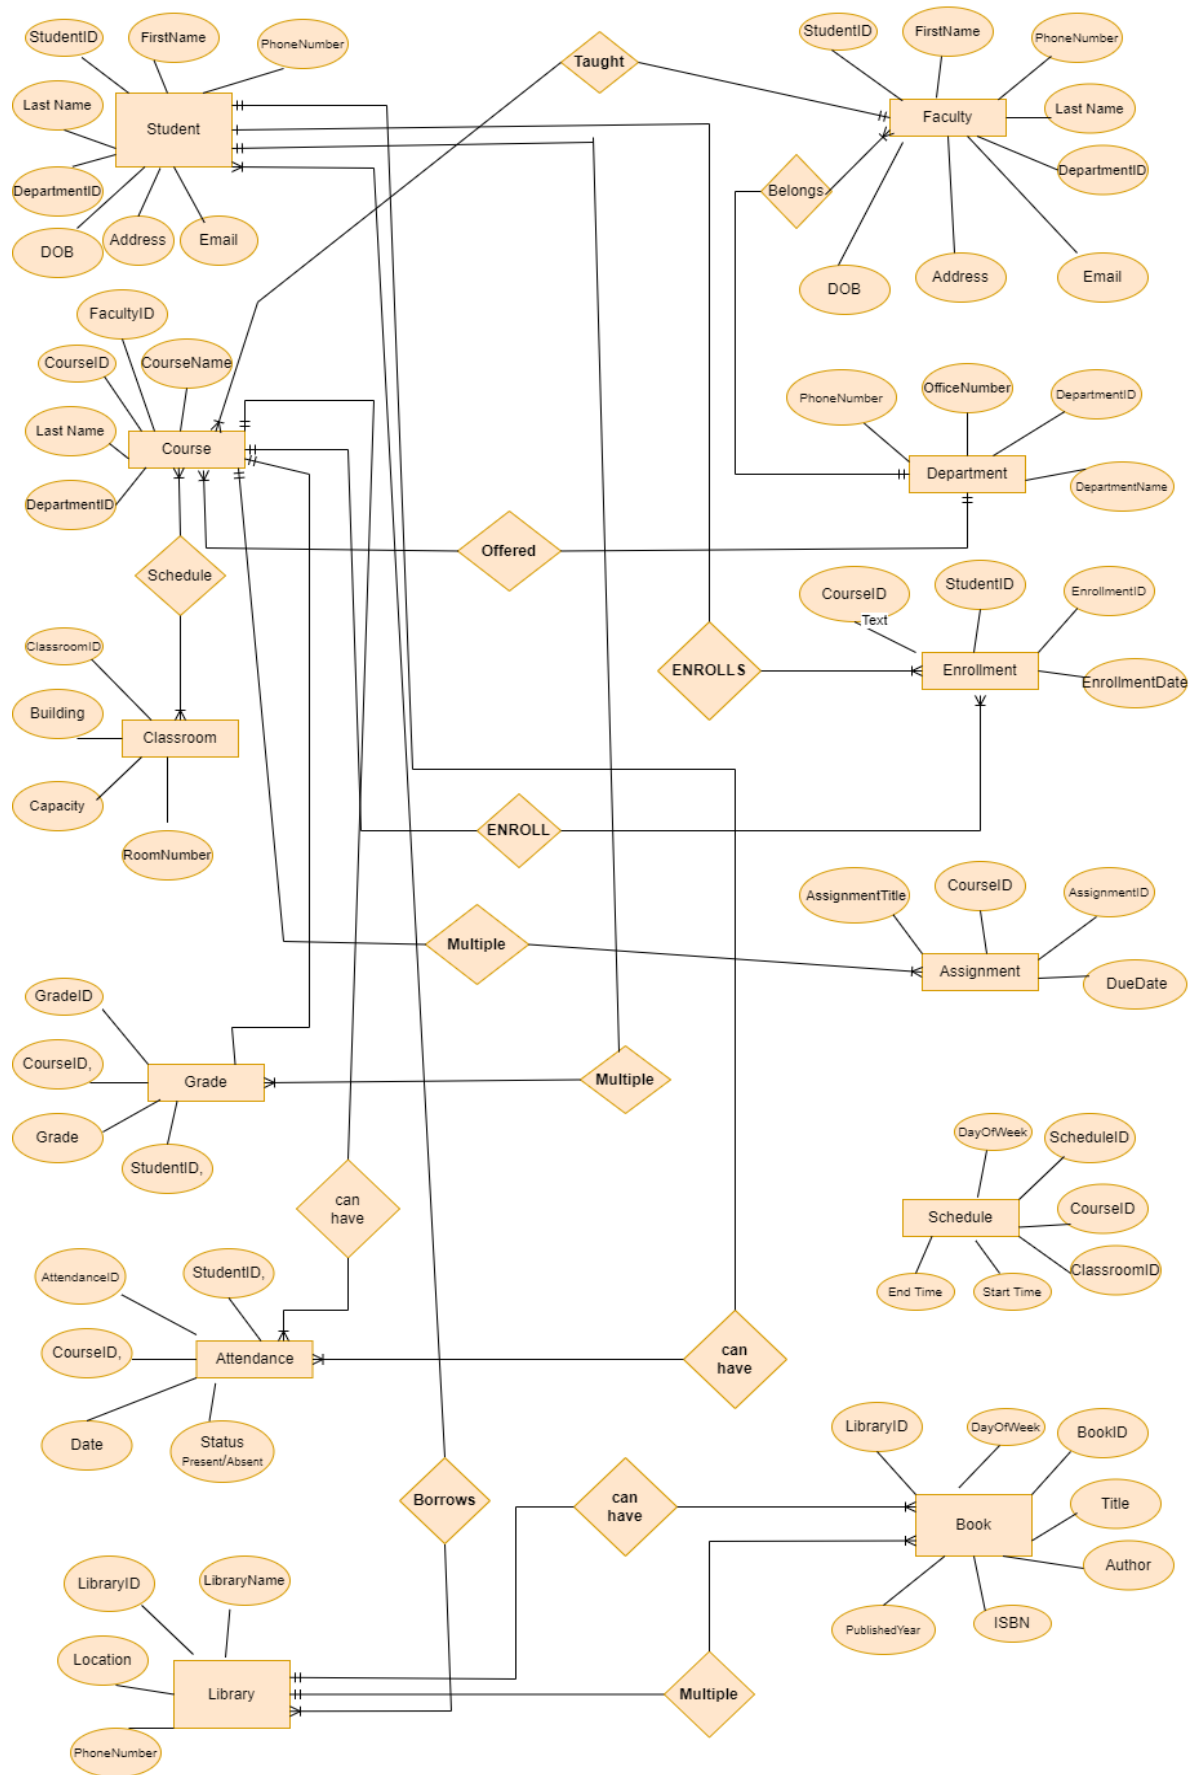 StudentID
FirstName
PhoneNumber
Last Name
Student
DepartmentID
DOB
Address
Email
Taught
StudentID
FirstName
PhoneNumber
Faculty
Last Name
DepartmentID
Belongs
DOB
Address
Email
FacultyID
CourseID
CourseName
Last Name
Course
DepartmentID
PhoneNumber
OfficeNumber
DepartmentID
Department
DepartmentName
Offered
Schedule
CourseID
Text
StudentID
EnrollmentID
ENROLLS
Enrollment
EnrollmentDate
ClassroomID
Building
Classroom
Capacity
RoomNumber
ENROLL
AssignmentTitle
CourseID
AssignmentID
Multiple
Assignment
DueDate
GradeID
CourseID,
Grade
Grade
StudentID,
Multiple
DayOfWeek
ScheduleID
Schedule
CourseID
ClassroomID
End Time
Start Time
can
have
AttendanceID
StudentID,
CourseID,
Attendance
Date
Status
Present/Absent
can
have
LibraryID
DayOfWeek
BookID
Borrows
can
have
Book
Title
Author
PublishedYear
ISBN
LibraryID
LibraryName
Location
Library
PhoneNumber
Multiple